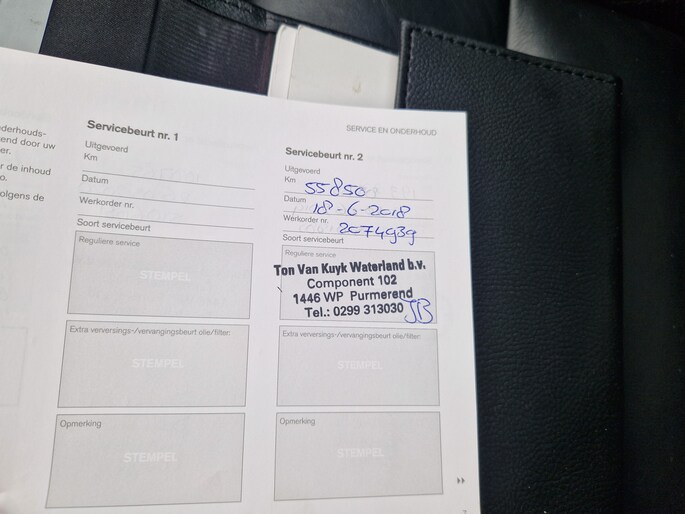 derhouds-
end door uw
er.
r de inhoud
o.
olgens de
Servicebeurt nr. 1
Uitgevoerd
Km
Datum
Werkorder nr.
Soort servicebeurt
Reguliere service
STEMPEL
Extra verversings-/vervangingsbeurt olie/filter:
STEMPEL
Opmerking
STEMPEL
SERVICE EN ONDERHOUD
Servicebeurt nr. 2
Uitgevoerd
Km 55850
Datum 18-6-2018
Werkorder nr. 2074939
Soort servicebeurt
Reguliere service
Ton Van Kuyk Waterland b.v.
Component 102
1446 WP Purmerend
Tel.: 0299 313030 JB
Extra verversings-/vervangingsbeurt olie/filter:
STEMPEL
Opmerking
STEMPEL